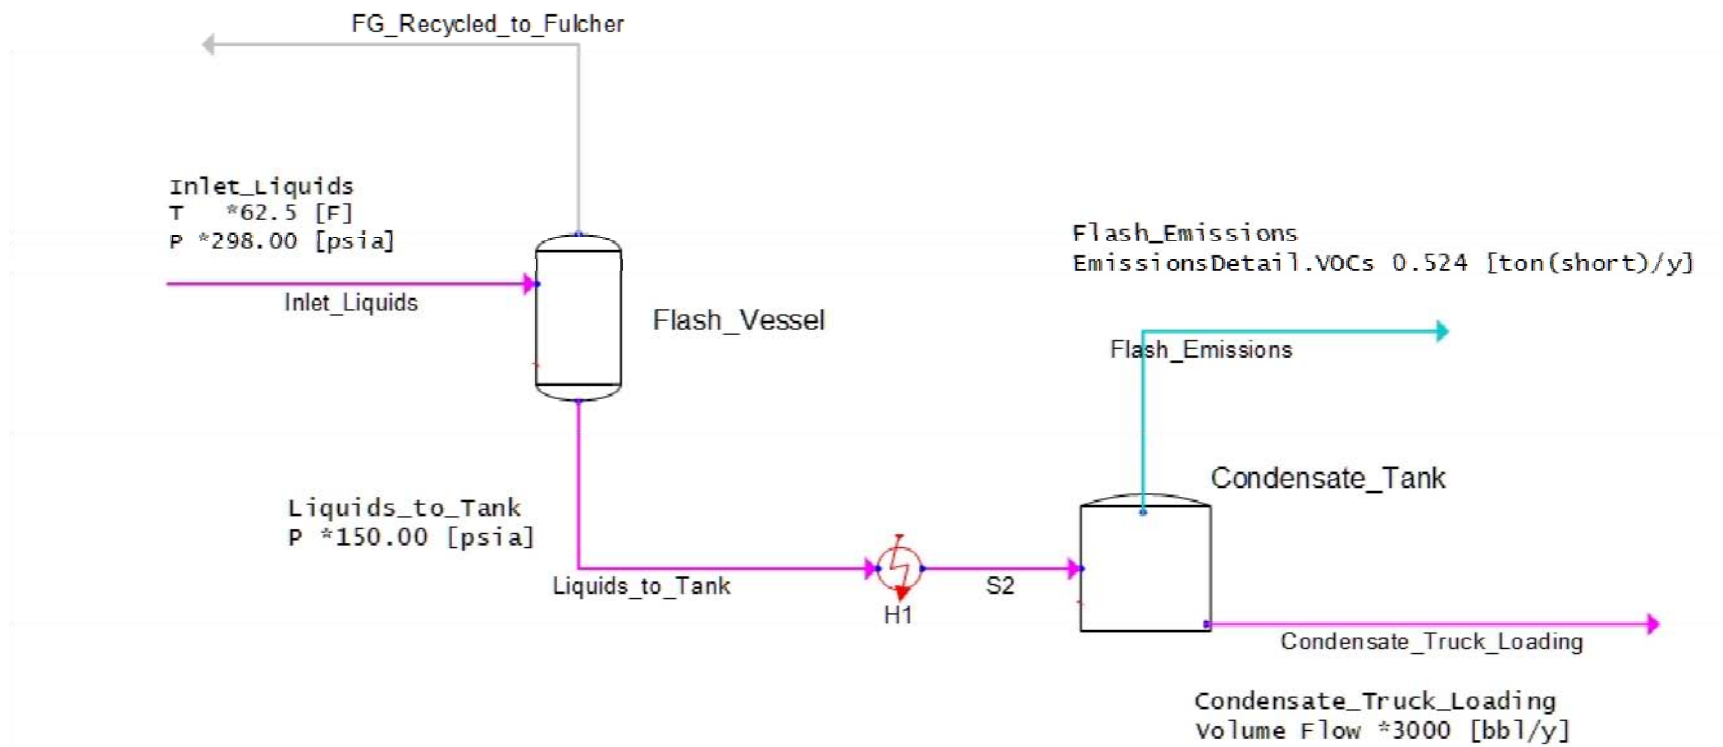 FG_Recycled_to_Fulcher
Inlet_Liquids
T *62.5 [F]
P *298.00 [psia]
Inlet_Liquids
Flash_Vessel
Flash_Emissions
EmissionsDetail.VOCs 0.524 [ton(short)/y]
Flash_Emissions
Liquids_to_Tank
P *150.00 [psia]
Liquids_to_Tank
H1
S2
Condensate_Tank
Condensate_Truck_Loading
Condensate_Truck_Loading
Volume Flow *3000 [bbl/y]